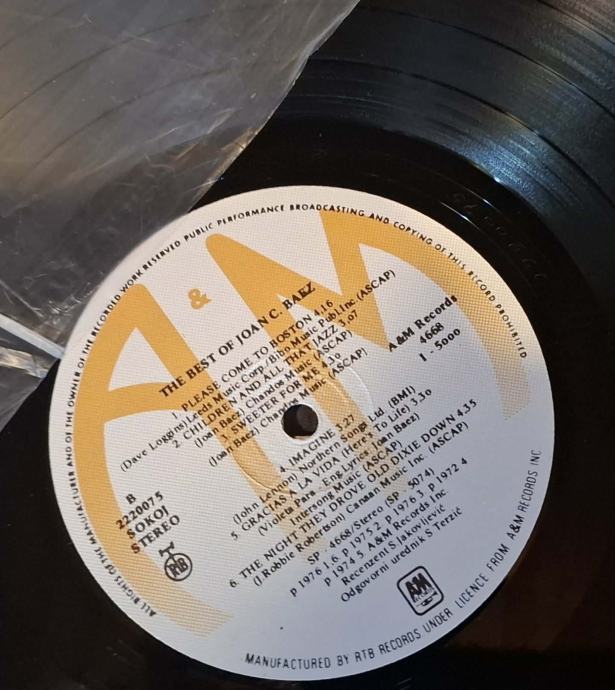 ALL RIGHTS OF THE MANUFACTURER AND OF THE OWNER OF THE RECORDED WORK RESERVED PUBLIC PERFORMANCE BROADCASTING AND COPYING OF THIS RECORD PROHIBITED
A & M
THE BEST OF JOAN C. BAEZ
1. PLEASE COME TO BOSTON 4.16
(Dave Loggins) Leeds Music Corp/Bibo Music Publ.Inc (ASCAP)
2. CHILDREN AND ALL THAT JAZZ 3.07
(Joan Baez) Chandos Music (ASCAP)
3. SWEETER FOR ME
(Joan Baez) Chandos Music (ASCAP)
A&M Records
4668
1 - 5000
B
2220075
SOKOJ
STEREO
RTB
4. IMAGINE 3.27
(John Lennon) Northern Songs Ltd (BMI)
5. GRACIAS A LA VIDA (Here's To Life) 3.30
(Violeta Para - Eng.Lyr. Joan Baez)
Intersong Music (ASCAP)
6. THE NIGHT THEY DROVE OLD DIXIE DOWN 4.35
(J. Robbie Robertson) Canaan Music Inc (ASCAP)
SP - 4668/Stereo (SP - 5074)
p 1976 1.6 p 1975 2 p 1976 3 p 1972 4
p 1974 5 A&M Records Inc
Recenzent S Jakovljević
Odgovorni urednik S Terzić
A&M
MANUFACTURED BY RTB RECORDS UNDER LICENCE FROM A&M RECORDS INC